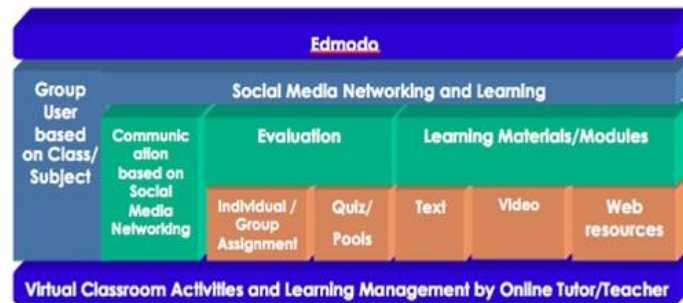 Edmodo
Group
User
based
on Class/
Subject
Social Media Networking and Learning
Communic
ation
based on
Social
Media
Networking
Evaluation
Learning Materials/Modules
Individual /
Group
Assignment
Quiz/
Pools
Text
Video
Web
resources
Virtual Classroom Activities and Learning Management by Online Tutor/Teacher